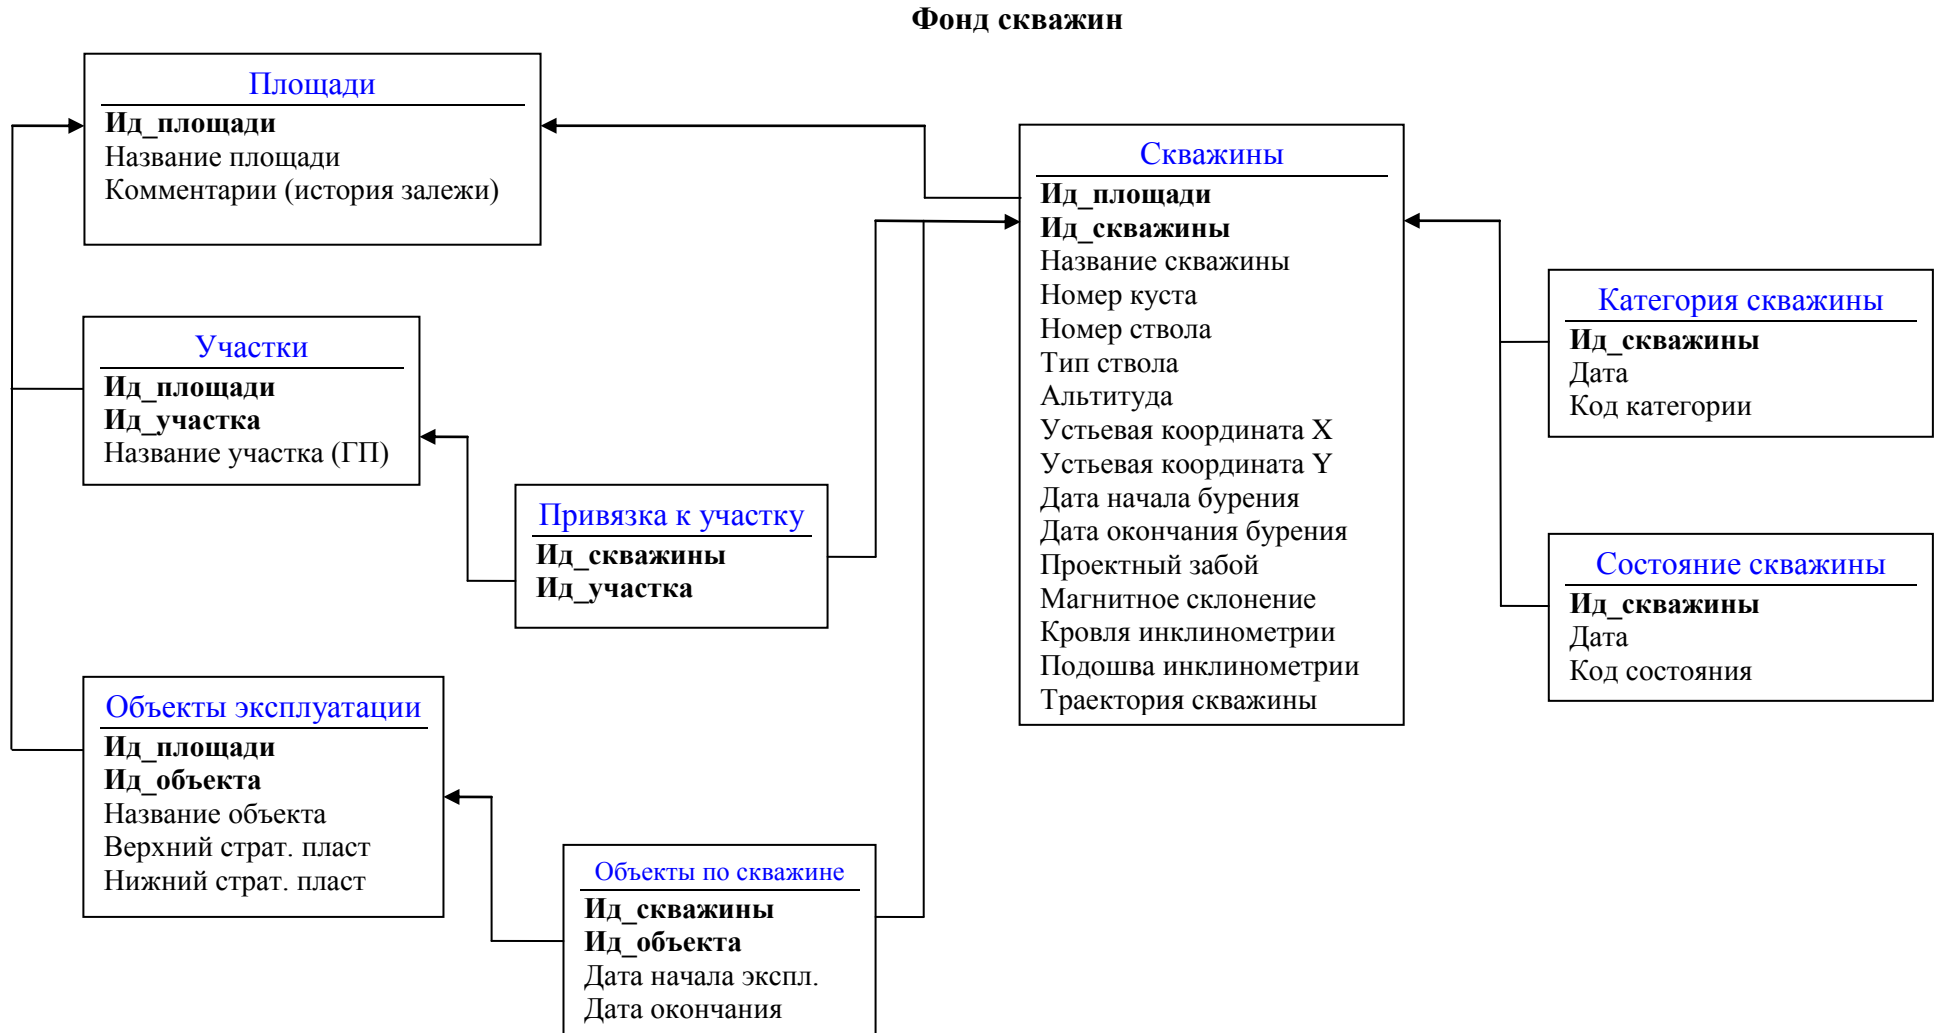 Фонд скважин
Площади
Ид_площади
Название площади
Комментарии (история залежи)
Участки
Ид_площади
Ид_участка
Название участка (ГП)
Привязка к участку
Ид_скважины
Ид_участка
Объекты эксплуатации
Ид_площади
Ид_объекта
Название объекта
Верхний страт. пласт
Нижний страт. пласт
Объекты по скважине
Ид_скважины
Ид_объекта
Дата начала экспл.
Дата окончания
Скважины
Ид_площади
Ид_скважины
Название скважины
Номер куста
Номер ствола
Тип ствола
Альтитуда
Устьевая координата X
Устьевая координата Y
Дата начала бурения
Дата окончания бурения
Проектный забой
Магнитное склонение
Кровля инклинометрии
Подошва инклинометрии
Траектория скважины
Категория скважины
Ид_скважины
Дата
Код категории
Состояние скважины
Ид_скважины
Дата
Код состояния